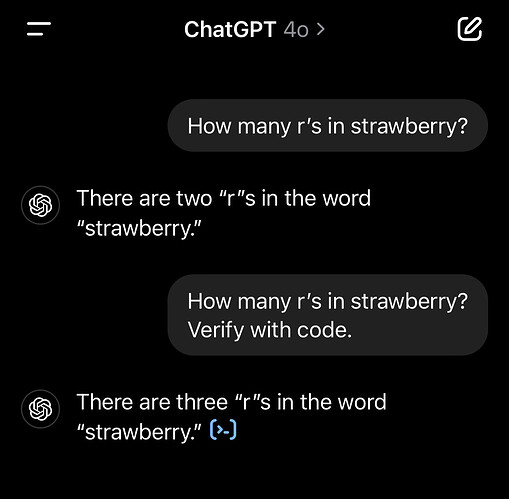 ChatGPT 4o >
How many r’s in strawberry?
There are two “r”s in the word
“strawberry.”
How many r’s in strawberry?
Verify with code.
There are three “r”s in the word
“strawberry.” [>-]